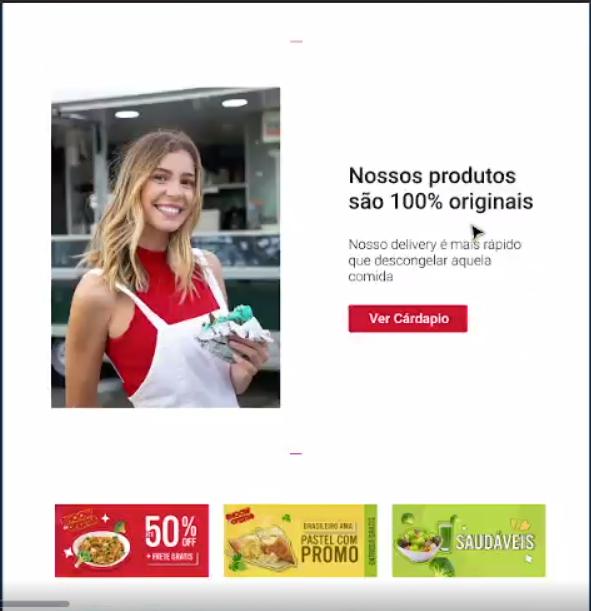 Nossos produtos
são 100% originais
Nosso delivery é mais rápido
que descongelar aquela
comida
Ver Cárdapio
50%
OFF
+ FRETE GRATIS
BRASILEIRO AMA
PASTEL COM
PROMO
SAUDÁVEIS